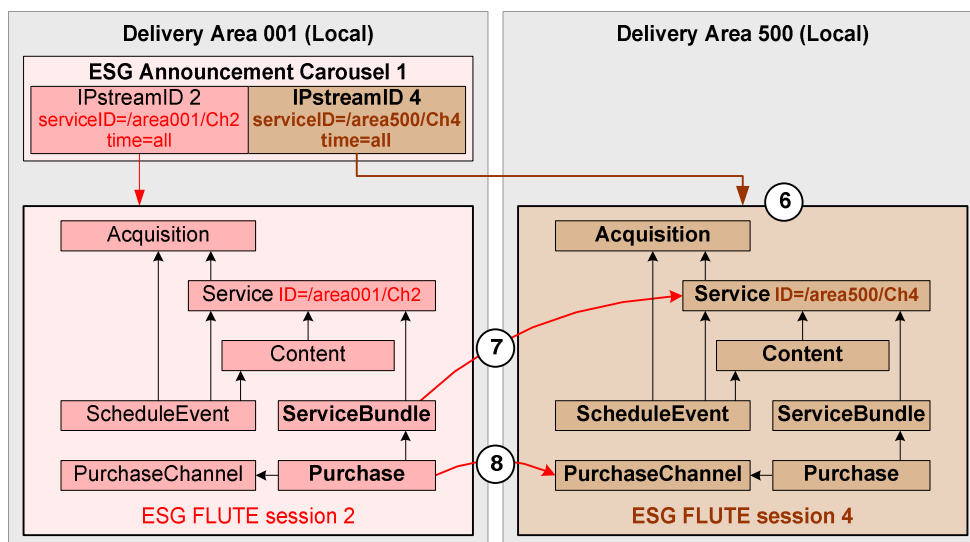 Delivery Area 001 (Local)
ESG Announcement Carousel 1
IPstreamID 2
serviceID=/area001/Ch2
time=all
IPstreamID 4
serviceID=/area500/Ch4
time=all
Acquisition
Service ID=/area001/Ch2
Content
ScheduleEvent
ServiceBundle
PurchaseChannel
Purchase
ESG FLUTE session 2
7
8
Delivery Area 500 (Local)
6
Acquisition
Service ID=/area500/Ch4
Content
ScheduleEvent
ServiceBundle
PurchaseChannel
Purchase
ESG FLUTE session 4